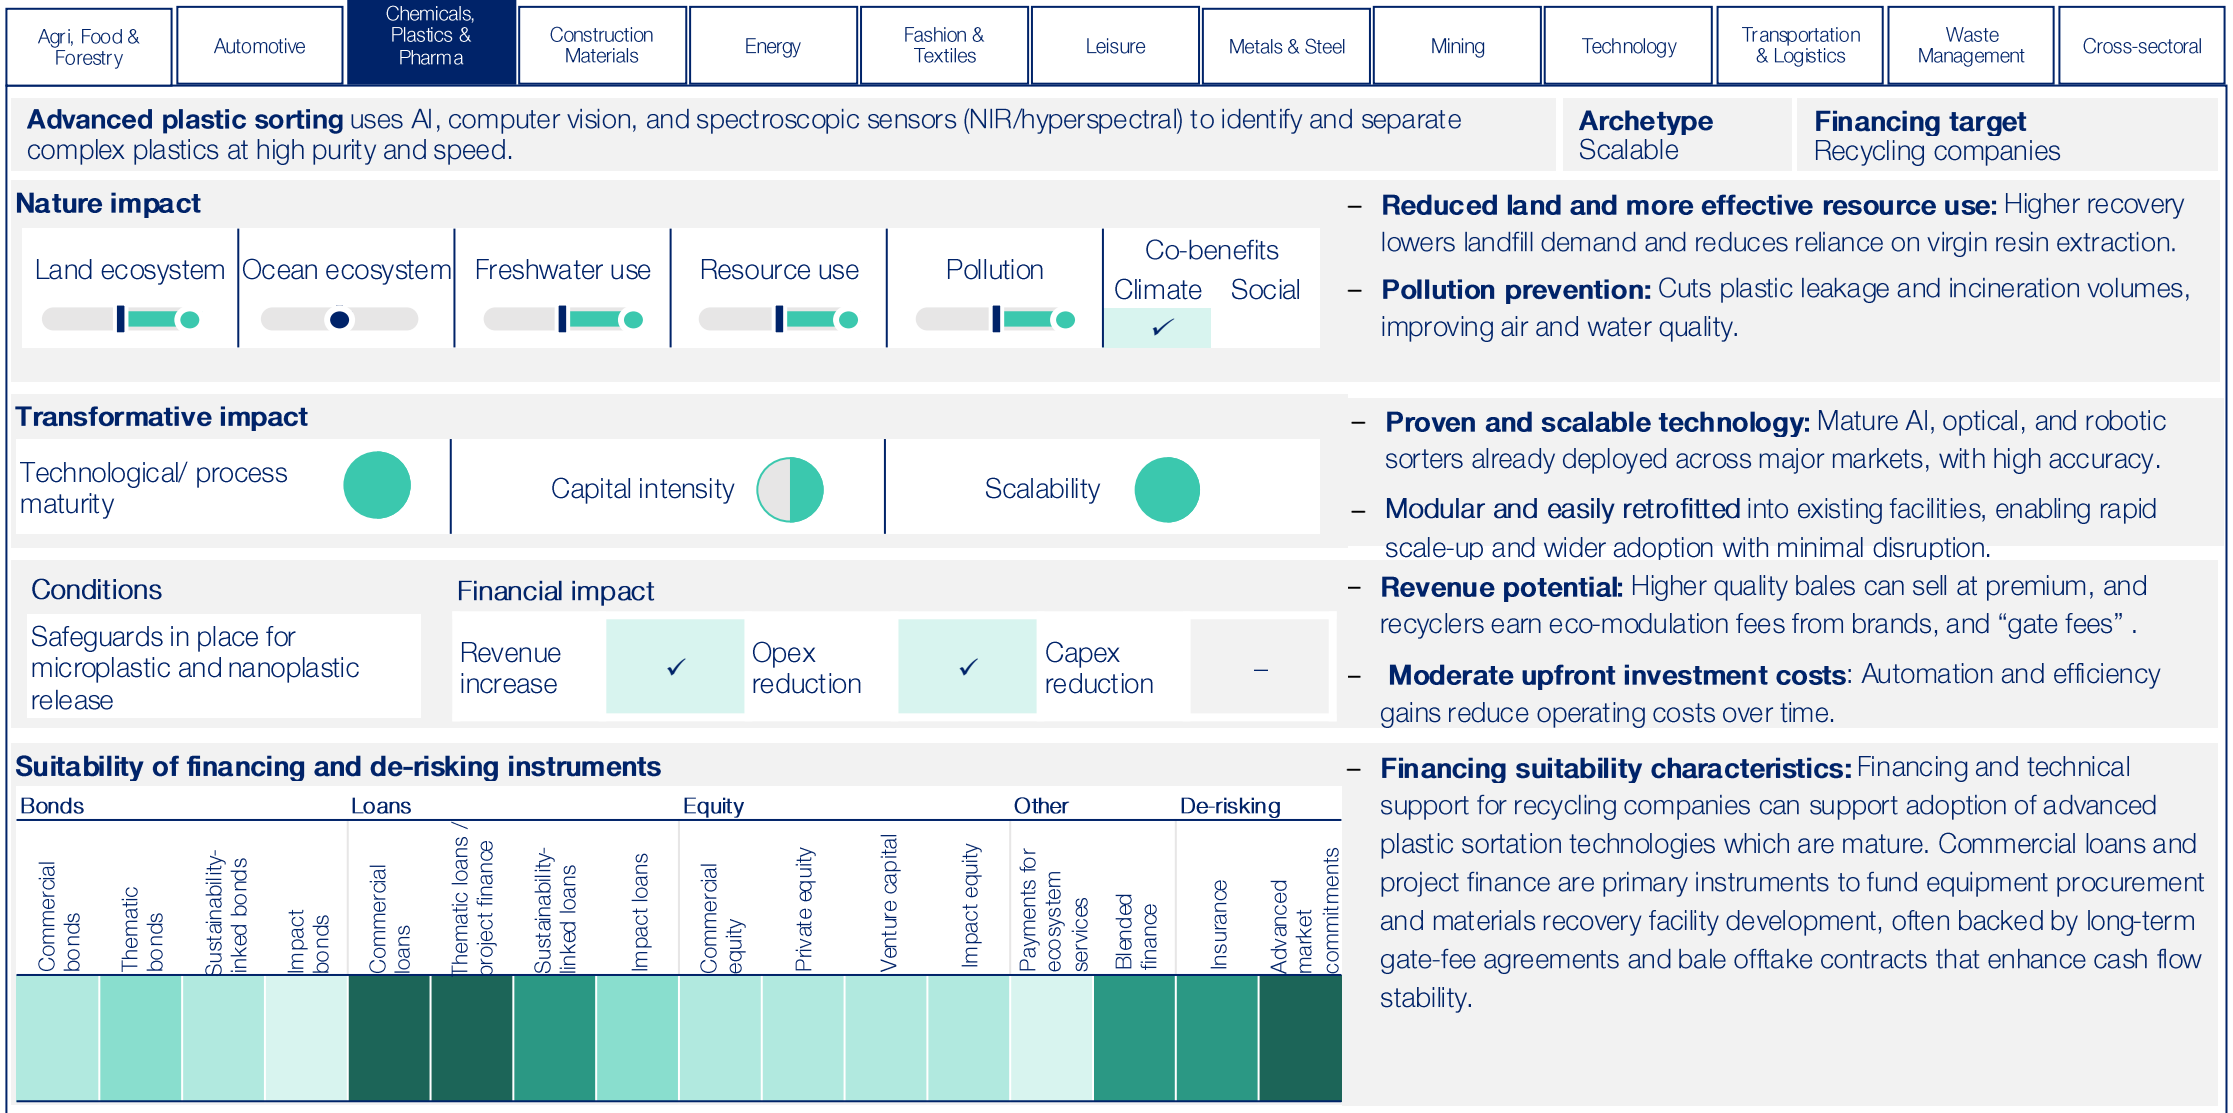 Agri, Food &
Forestry
Automotive
Chemicals,
Plastics &
Pharma
Construction
Materials
Energy
Fashion &
Textiles
Leisure
Metals & Steel
Mining
Technology
Transportation
& Logistics
Waste
Management
Cross-sectoral
Advanced plastic sorting uses AI, computer vision, and spectroscopic sensors (NIR/hyperspectral) to identify and separate
complex plastics at high purity and speed.
Archetype
Scalable
Financing target
Recycling companies
Nature impact
Land ecosystem
Ocean ecosystem
Freshwater use
Resource use
Pollution
Co-benefits
Climate Social
✓
– Reduced land and more effective resource use: Higher recovery
lowers landfill demand and reduces reliance on virgin resin extraction.
– Pollution prevention: Cuts plastic leakage and incineration volumes,
improving air and water quality.
Transformative impact
Technological/ process
maturity
Capital intensity
Scalability
– Proven and scalable technology: Mature AI, optical, and robotic
sorters already deployed across major markets, with high accuracy.
– Modular and easily retrofitted into existing facilities, enabling rapid
scale-up and wider adoption with minimal disruption.
Conditions
Safeguards in place for
microplastic and nanoplastic
release
Financial impact
Revenue
increase
✓
Opex
reduction
✓
Capex
reduction
–
– Revenue potential: Higher quality bales can sell at premium, and
recyclers earn eco-modulation fees from brands, and “gate fees” .
– Moderate upfront investment costs: Automation and efficiency
gains reduce operating costs over time.
Suitability of financing and de-risking instruments
Bonds
Loans
Equity
Other
De-risking
Commercial
bonds
Thematic
bonds
Sustainability-
linked bonds
Impact
bonds
Commercial
loans
Thematic loans /
project finance
Sustainability-
linked loans
Impact loans
Commercial
equity
Private equity
Venture capital
Impact equity
Payments for
ecosystem
services
Blended
finance
Insurance
Advanced
market
commitments
– Financing suitability characteristics: Financing and technical
support for recycling companies can support adoption of advanced
plastic sortation technologies which are mature. Commercial loans and
project finance are primary instruments to fund equipment procurement
and materials recovery facility development, often backed by long-term
gate-fee agreements and bale offtake contracts that enhance cash flow
stability.